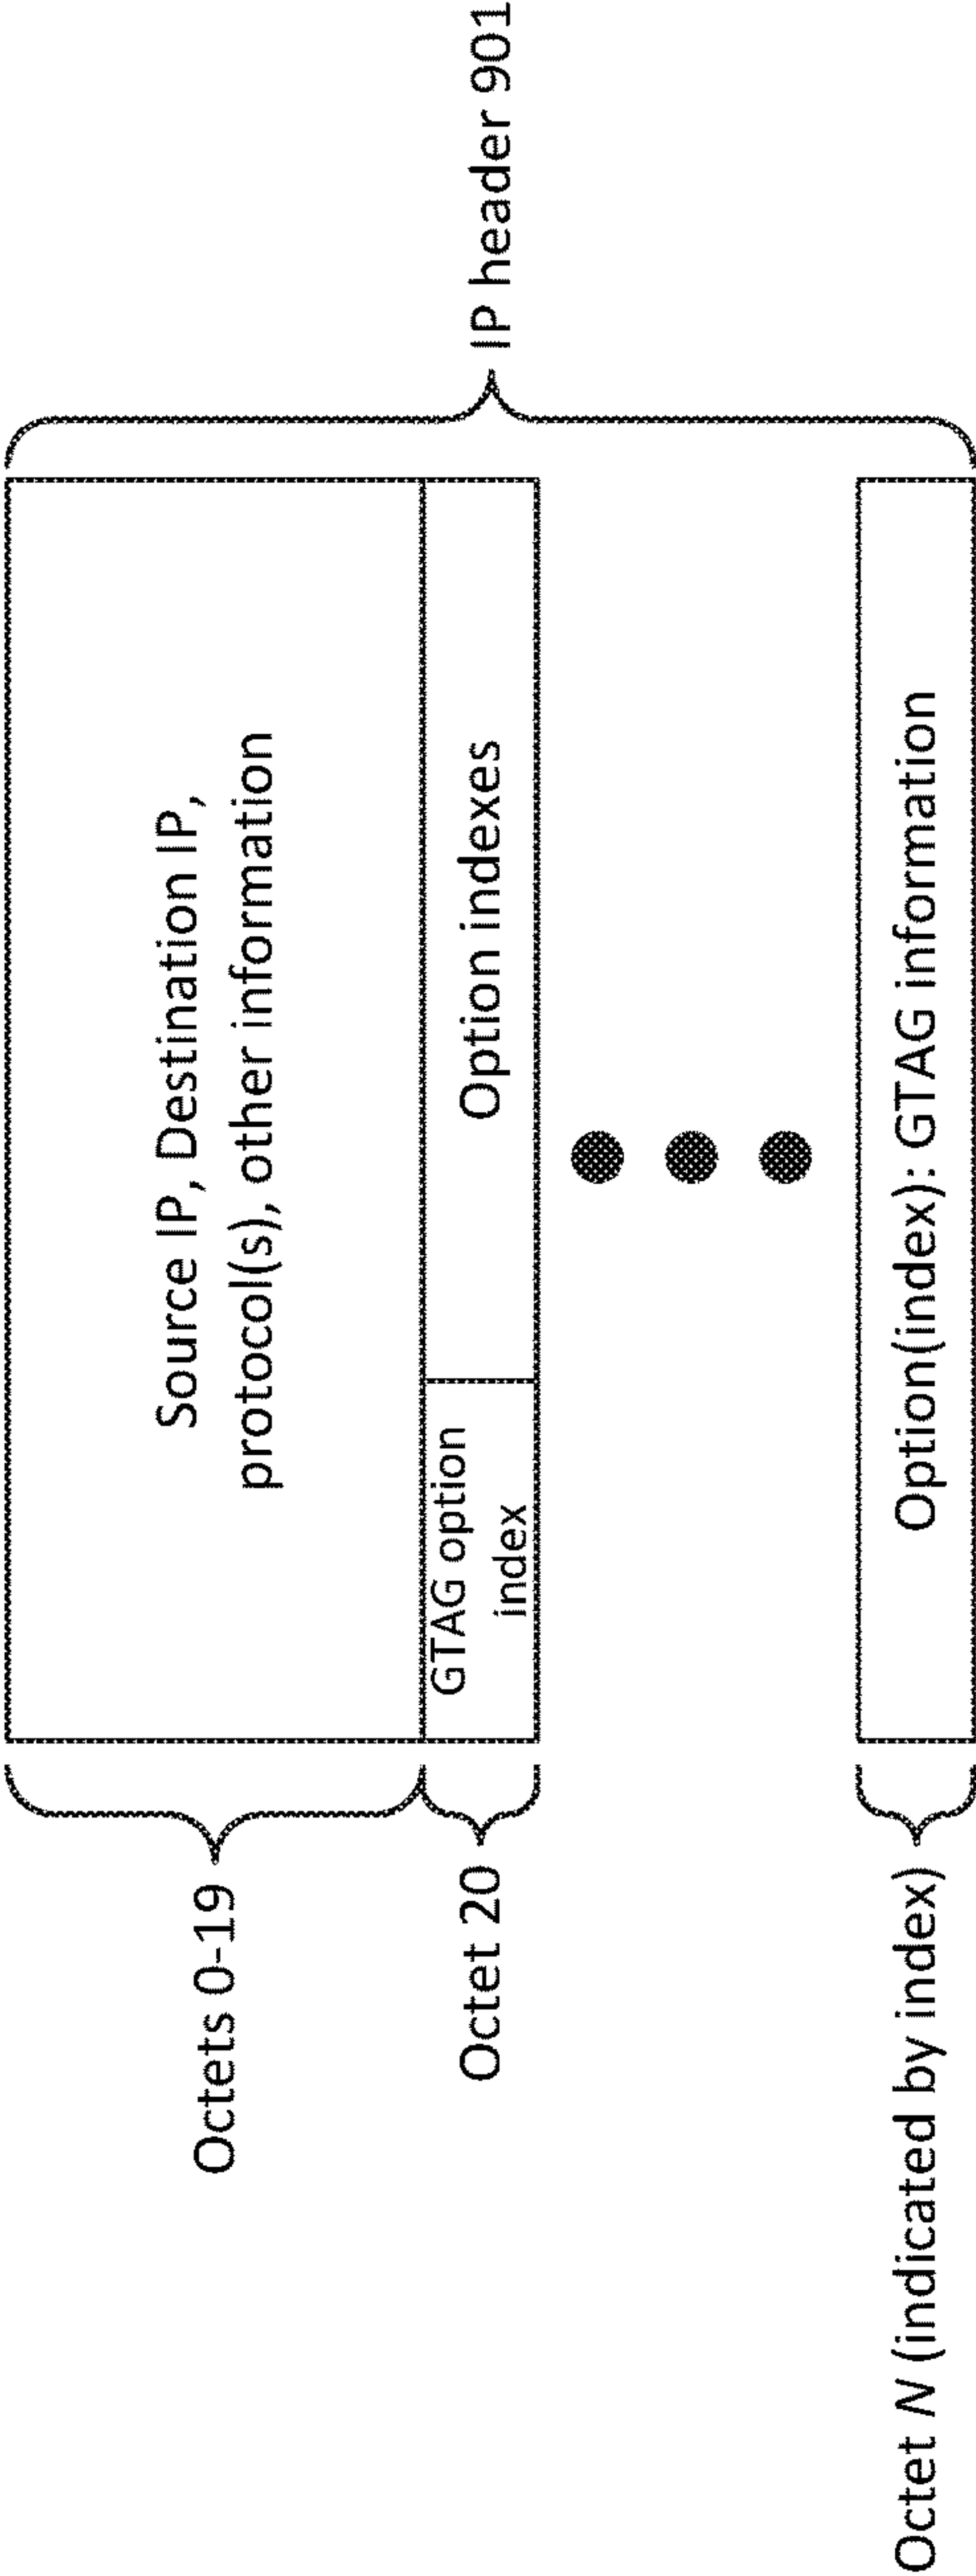 Octets 0-19
Source IP, Destination IP,
protocol(s), other information
Octet 20
GTAG option
index
Option indexes
IP header 901
Octet N (indicated by index)
Option(index): GTAG information